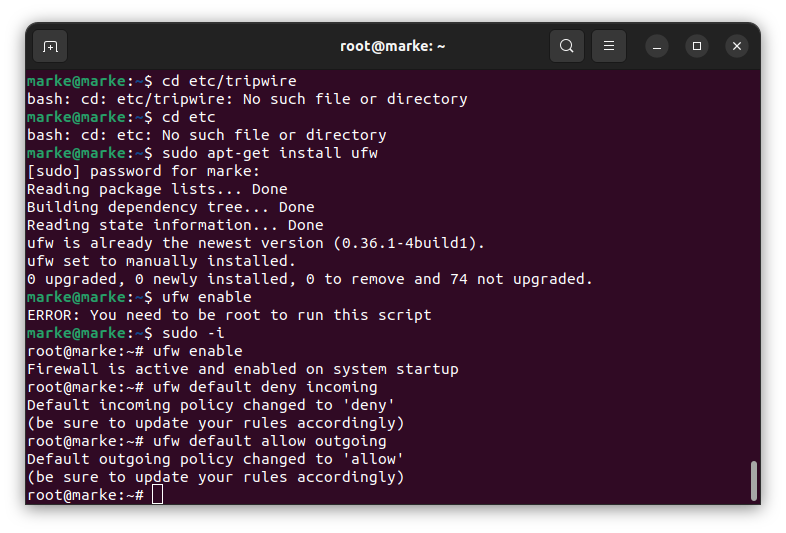 root@marke: ~
marke@marke:~$ cd etc/tripwire
bash: cd: etc/tripwire: No such file or directory
marke@marke:~$ cd etc
bash: cd: etc: No such file or directory
marke@marke:~$ sudo apt-get install ufw
[sudo] password for marke:
Reading package lists... Done
Building dependency tree... Done
Reading state information... Done
ufw is already the newest version (0.36.1-4build1).
ufw set to manually installed.
0 upgraded, 0 newly installed, 0 to remove and 74 not upgraded.
marke@marke:~$ ufw enable
ERROR: You need to be root to run this script
marke@marke:~$ sudo -i
root@marke:~# ufw enable
Firewall is active and enabled on system startup
root@marke:~# ufw default deny incoming
Default incoming policy changed to 'deny'
(be sure to update your rules accordingly)
root@marke:~# ufw default allow outgoing
Default outgoing policy changed to 'allow'
(be sure to update your rules accordingly)
root@marke:~#